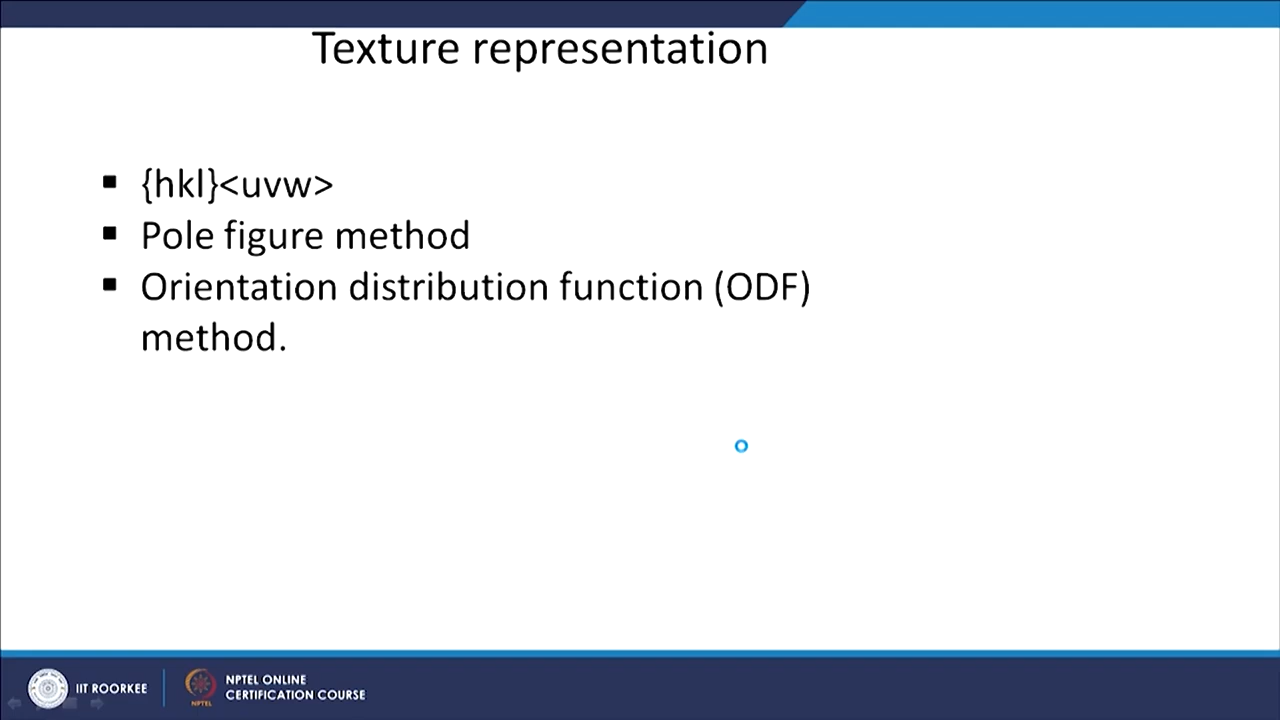 Texture representation
▪ {hkl}<uvw>
▪ Pole figure method
▪ Orientation distribution function (ODF)
method.
IIT ROORKEE
NPTEL
NPTEL ONLINE
CERTIFICATION COURSE